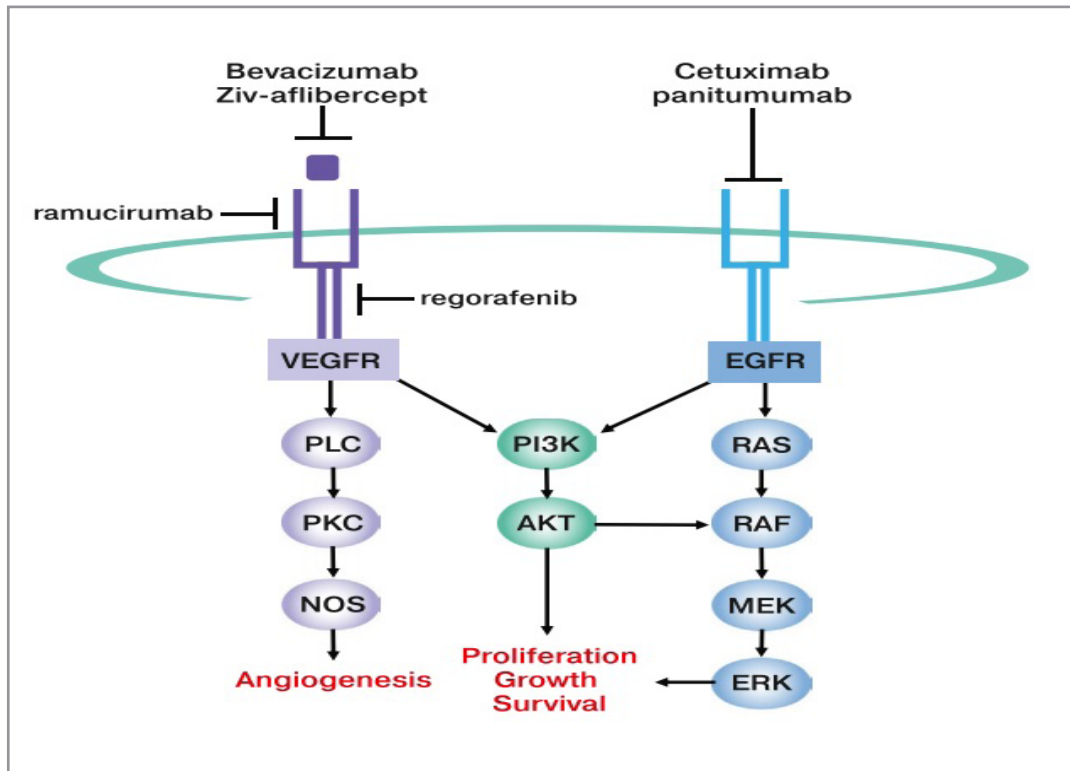 Bevacizumab
Ziv-aflibercept
Cetuximab
panitumumab
ramucirumab
regorafenib
VEGFR
EGFR
PLC
PI3K
RAS
PKC
AKT
RAF
NOS
MEK
Angiogenesis
Proliferation
Growth
Survival
ERK